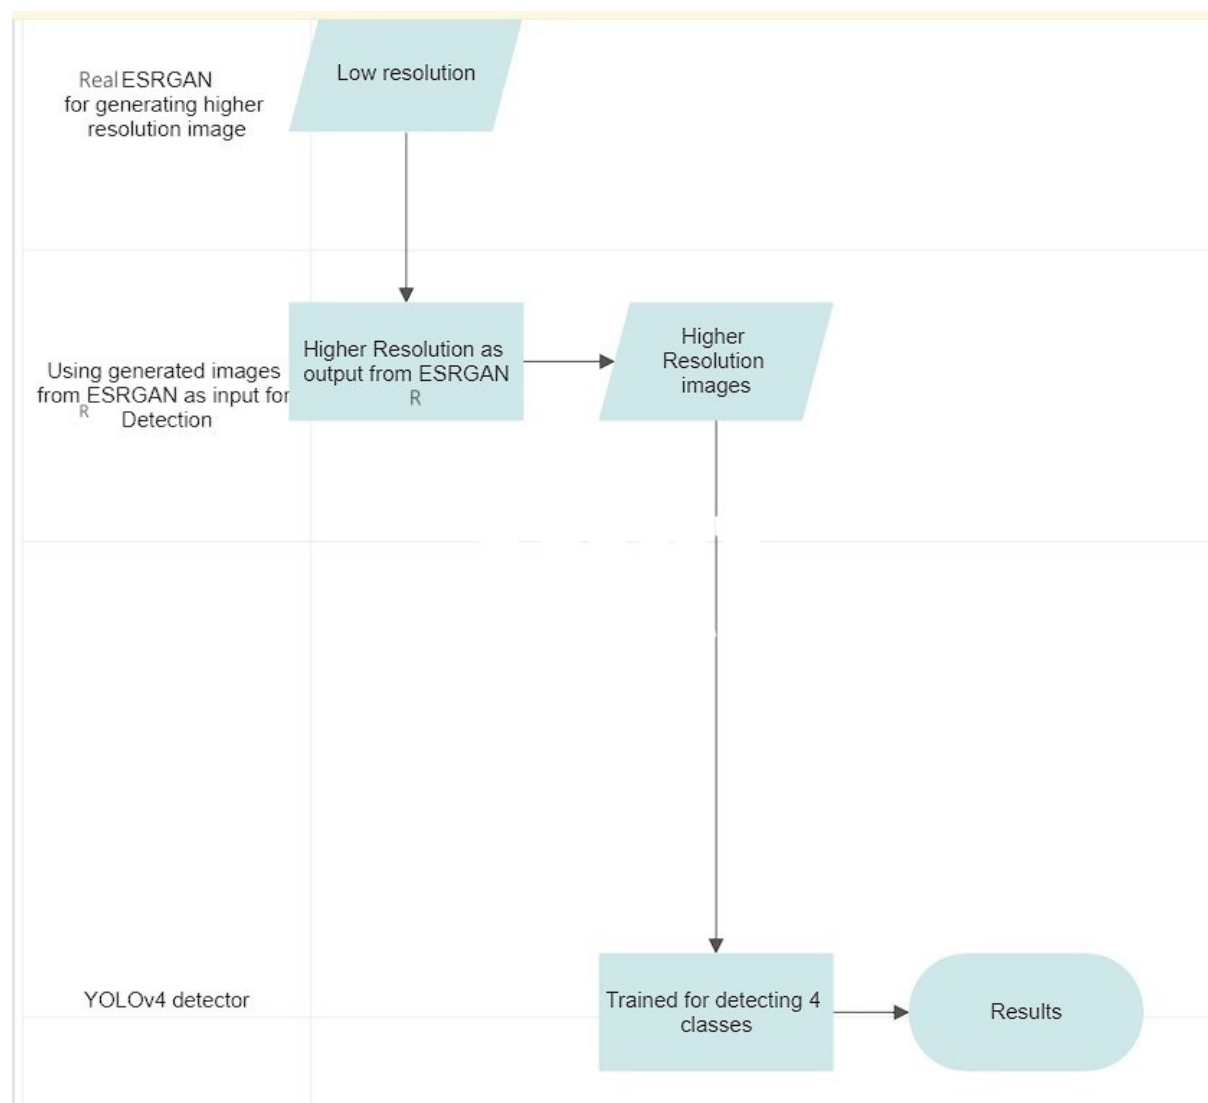 Real ESRGAN
for generating higher
resolution image
Low resolution
Using generated images
from ESRGAN as input for
R
Detection
Higher Resolution as
output from ESRGAN
R
Higher
Resolution
images
YOLOv4 detector
Trained for detecting 4
classes
Results